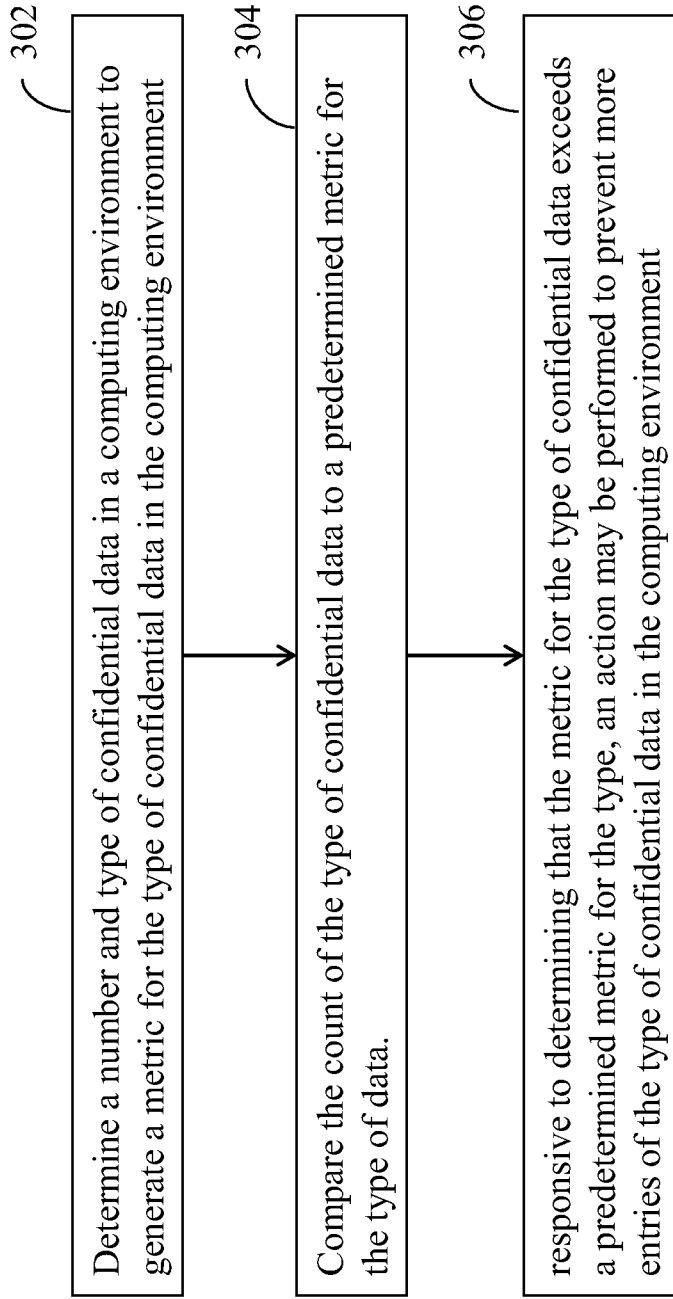 302
Determine a number and type of confidential data in a computing environment to
generate a metric for the type of confidential data in the computing environment
304
Compare the count of the type of confidential data to a predetermined metric for
the type of data.
306
responsive to determining that the metric for the type of confidential data exceeds
a predetermined metric for the type, an action may be performed to prevent more
entries of the type of confidential data in the computing environment